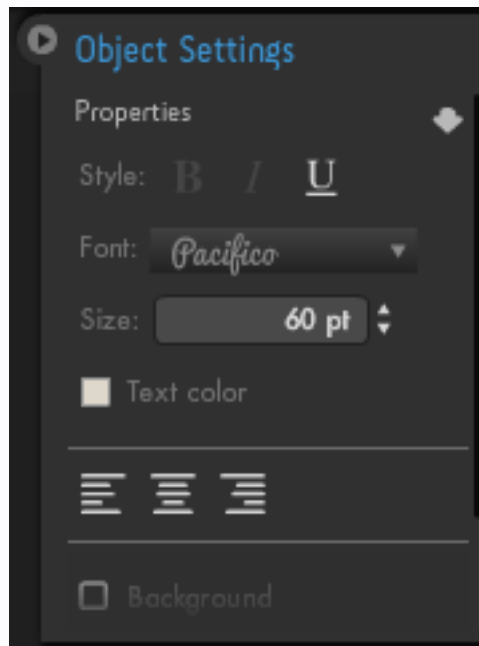 Object Settings
Properties
Style: B I U
Font: Pacifico
Size: 60 pt
Text color
Background